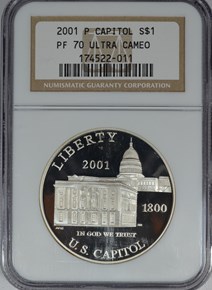 2001 P CAPITOL S$1
PF 70 ULTRA CAMEO
174522-011
NUMISMATIC GUARANTY CORPORATION
LIBERTY
2001
1800
IN GOD WE TRUST
U.S. CAPITOL